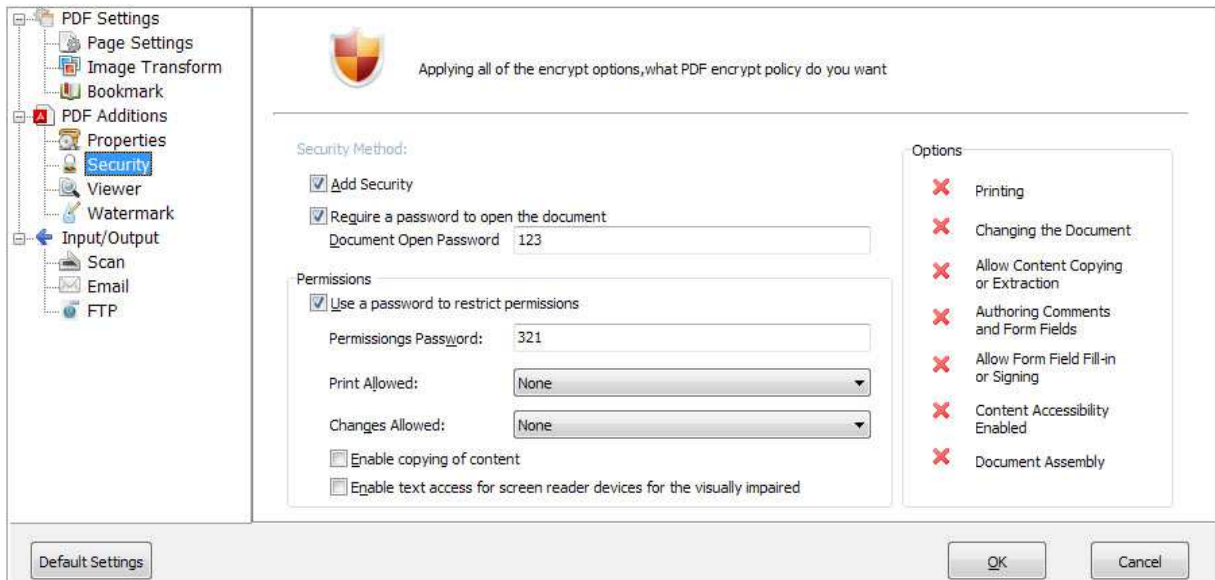 PDF Settings
Page Settings
Image Transform
Bookmark
PDF Additions
Properties
Security
Viewer
Watermark
Input/Output
Scan
Email
FTP
Applying all of the encrypt options,what PDF encrypt policy do you want
Security Method:
Add Security
Require a password to open the document
Document Open Password 123
Permissions
Use a password to restrict permissions
Permissiongs Password: 321
Print Allowed: None
Changes Allowed: None
Enable copying of content
Enable text access for screen reader devices for the visually impaired
Options
Printing
Changing the Document
Allow Content Copying
or Extraction
Authoring Comments
and Form Fields
Allow Form Field Fill-in
or Signing
Content Accessibility
Enabled
Document Assembly
Default Settings
OK
Cancel